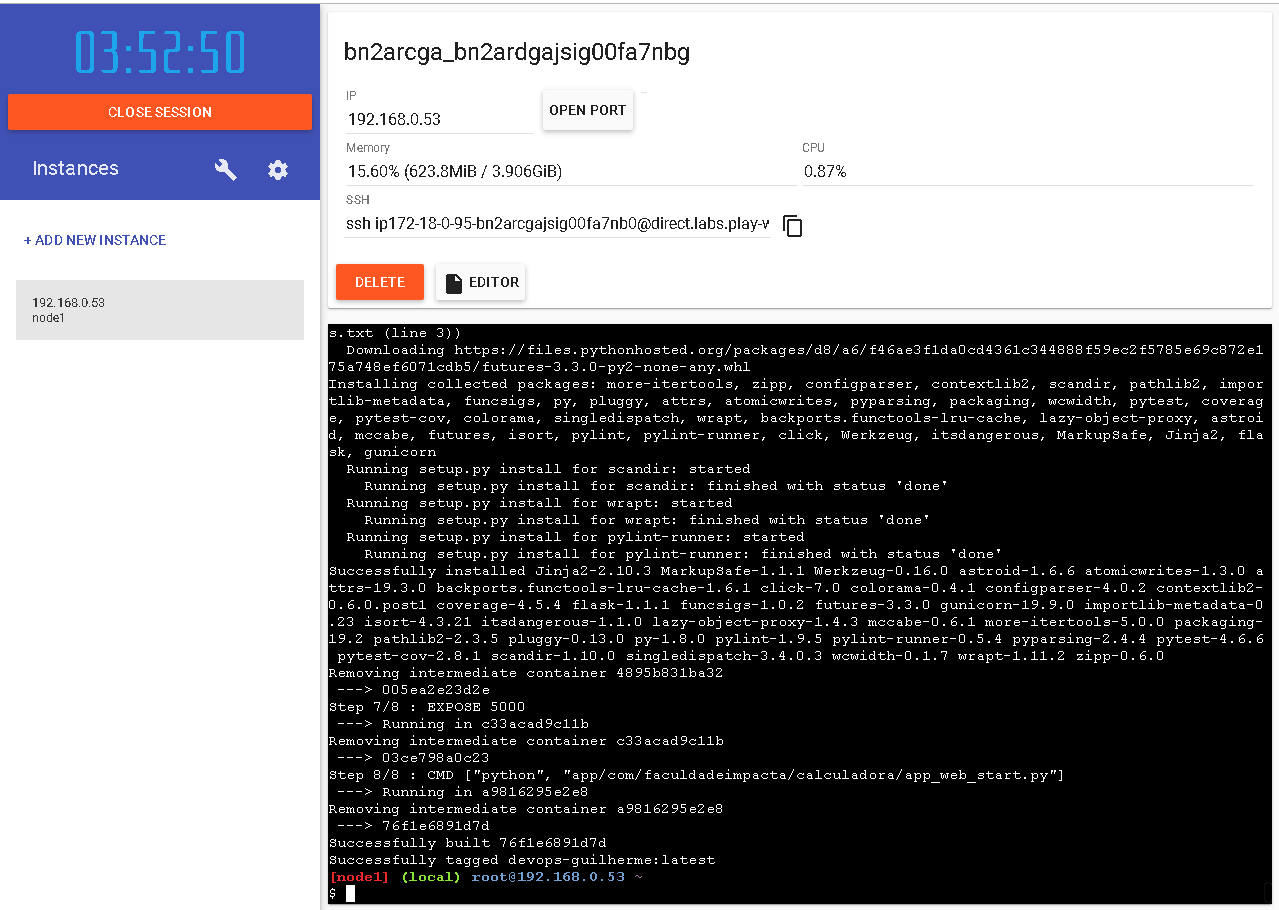 03:52:50
CLOSE SESSION
Instances
+ ADD NEW INSTANCE
192.168.0.53
node1
bn2arcga_bn2ardgajsig00fa7nbg
IP
192.168.0.53
OPEN PORT
Memory
15.60% (623.8MiB / 3.906GiB)
CPU
0.87%
SSH
ssh ip172-18-0-95-bn2arcgajsig00fa7nb0@direct.labs.play-v
DELETE
EDITOR
s.txt (line 3))
  Downloading https://files.pythonhosted.org/packages/d8/a6/f46ae3f1da0cd4361c344888f59ec2f5785e69c872e1
75a748ef6071cdb5/futures-3.3.0-py2-none-any.whl
Installing collected packages: more-itertools, zipp, configparser, contextlib2, scandir, pathlib2, impor
tlib-metadata, funcsigs, py, pluggy, attrs, atomicwrites, pyparsing, packaging, wcwidth, pytest, coverag
e, pytest-cov, colorama, singledispatch, wrapt, backports.functools-lru-cache, lazy-object-proxy, astroi
d, mccabe, futures, isort, pylint, pylint-runner, click, Werkzeug, itsdangerous, MarkupSafe, Jinja2, fla
sk, gunicorn
  Running setup.py install for scandir: started
    Running setup.py install for scandir: finished with status 'done'
  Running setup.py install for wrapt: started
    Running setup.py install for wrapt: finished with status 'done'
  Running setup.py install for pylint-runner: started
    Running setup.py install for pylint-runner: finished with status 'done'
Successfully installed Jinja2-2.10.3 MarkupSafe-1.1.1 Werkzeug-0.16.0 astroid-1.6.6 atomicwrites-1.3.0 a
ttrs-19.3.0 backports.functools-lru-cache-1.6.1 click-7.0 colorama-0.4.1 configparser-4.0.2 contextlib2-
0.6.0.post1 coverage-4.5.4 flask-1.1.1 funcsigs-1.0.2 futures-3.3.0 gunicorn-19.9.0 importlib-metadata-0
.23 isort-4.3.21 itsdangerous-1.1.0 lazy-object-proxy-1.4.3 mccabe-0.6.1 more-itertools-5.0.0 packaging-
19.2 pathlib2-2.3.5 pluggy-0.13.0 py-1.8.0 pylint-1.9.5 pylint-runner-0.5.4 pyparsing-2.4.4 pytest-4.6.6
 pytest-cov-2.8.1 scandir-1.10.0 singledispatch-3.4.0.3 wcwidth-0.1.7 wrapt-1.11.2 zipp-0.6.0
Removing intermediate container 4895b831ba32
 ---> 005ea2e23d2e
Step 7/8 : EXPOSE 5000
 ---> Running in c33acad9c11b
Removing intermediate container c33acad9c11b
 ---> 03ce798a0c23
Step 8/8 : CMD ["python", "app/com/faculdadeimpacta/calculadora/app_web_start.py"]
 ---> Running in a9816295e2e8
Removing intermediate container a9816295e2e8
 ---> 76f1e6891d7d
Successfully built 76f1e6891d7d
Successfully tagged devops-guilherme:latest
[node1] (local) root@192.168.0.53 ~
$